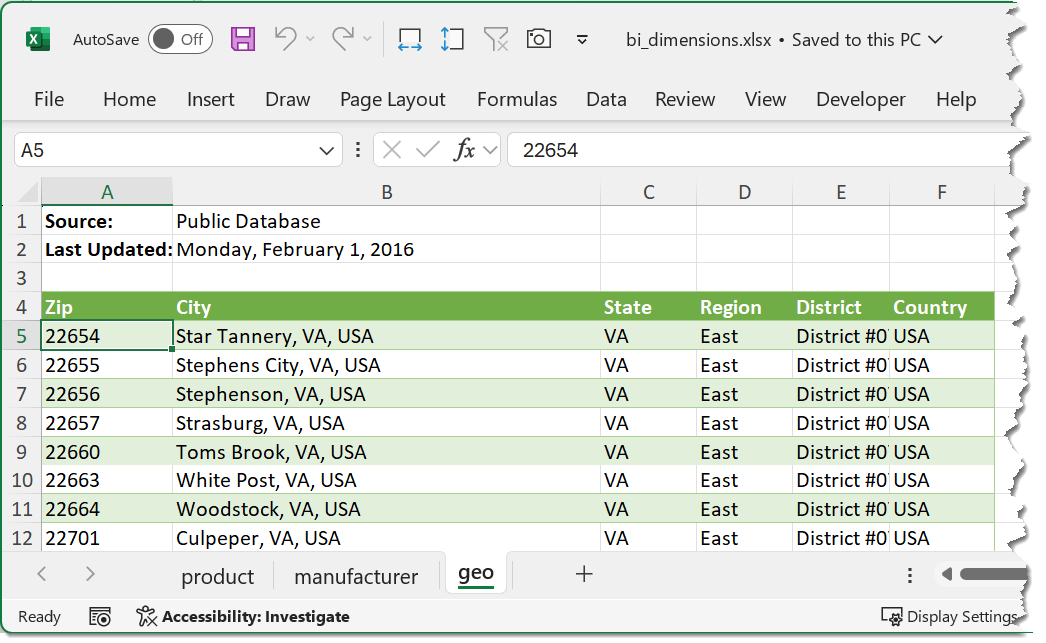 AutoSave Off bi_dimensions.xlsx • Saved to this PC
File Home Insert Draw Page Layout Formulas Data Review View Developer Help
A5 fx 22654
A B C D E F
1 Source: Public Database
2 Last Updated: Monday, February 1, 2016
3
4 Zip City State Region District Country
5 22654 Star Tannery, VA, USA VA East District #0 USA
6 22655 Stephens City, VA, USA VA East District #0 USA
7 22656 Stephenson, VA, USA VA East District #0 USA
8 22657 Strasburg, VA, USA VA East District #0 USA
9 22660 Toms Brook, VA, USA VA East District #0 USA
10 22663 White Post, VA, USA VA East District #0 USA
11 22664 Woodstock, VA, USA VA East District #0 USA
12 22701 Culpeper, VA, USA VA East District #0 USA
product manufacturer geo
Ready Accessibility: Investigate Display Settings